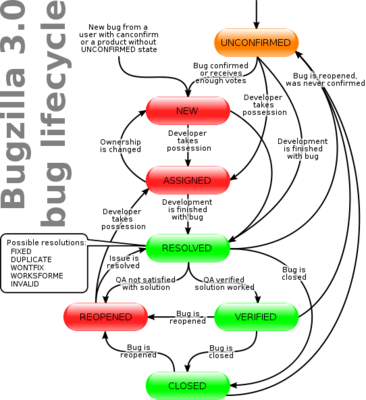 Bugzilla 3.0
bug lifecycle
New bug from a
user with canconfirm
or a product without
UNCONFIRMED state
UNCONFIRMED
Bug confirmed
or receives
enough votes
Bug is reopened,
was never confirmed
NEW
Developer
takes
possession
Ownership
is changed
Developer
takes
possession
Development
is finished
with bug
ASSIGNED
Developer
takes
possession
Development
is finished
with bug
Possible resolutions:
FIXED
DUPLICATE
WONTFIX
WORKSFORME
INVALID
RESOLVED
Issue is
resolved
QA not satisfied
with solution
QA verified
solution worked
Bug is
closed
REOPENED
Bug is
reopened
VERIFIED
Bug is
reopened
Bug is
closed
CLOSED